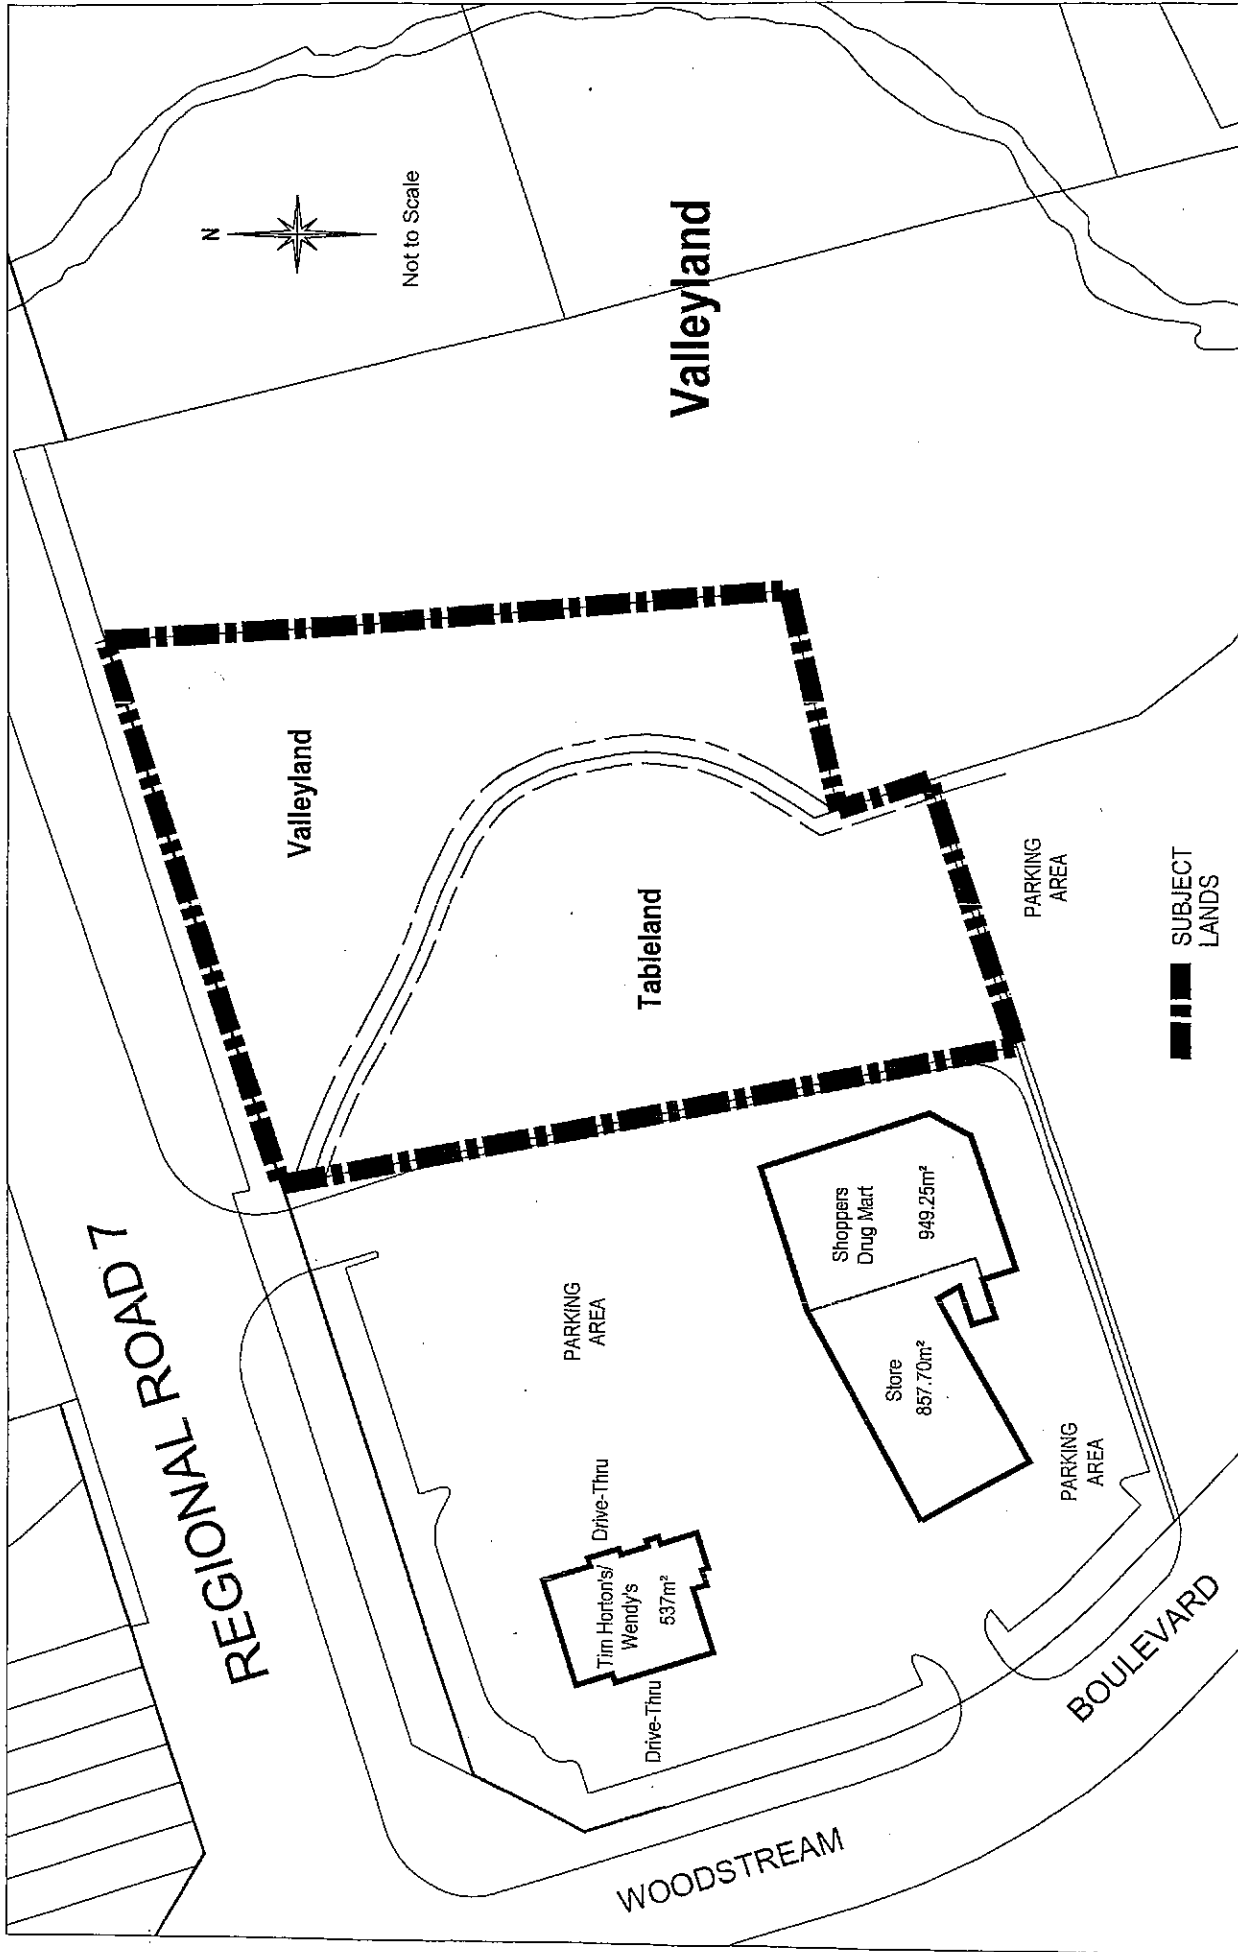 N
Not to Scale
REGIONAL ROAD 7
Valleyland
Valleyland
Tableland
PARKING
AREA
Drive-Thru
Tim Horton's/
Wendy's
537m²
Drive-Thru
Shoppers
Drug Mart
949.25m²
Store
857.70m²
PARKING
AREA
PARKING
AREA
WOODSTREAM
BOULEVARD
SUBJECT
LANDS